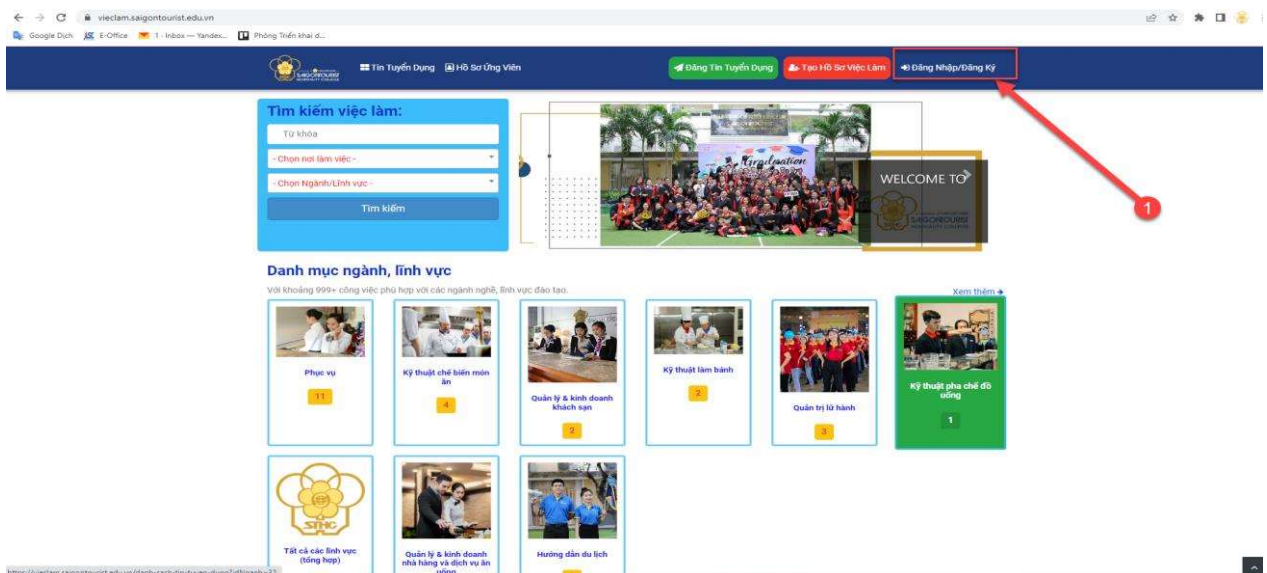 vieclam.saigontourist.edu.vn
Google Dịch E-Office 1 · Inbox — Yandex... Phòng Triển khai d...
SAIGONTOURIST
HOSPITALITY COLLEGE
Tin Tuyển Dụng Hồ Sơ Ứng Viên Đăng Tin Tuyển Dụng Tạo Hồ Sơ Việc Làm Đăng Nhập/Đăng Ký
1
Tìm kiếm việc làm:
Từ khóa
- Chọn nơi làm việc -
- Chọn Ngành/Lĩnh vực -
Tìm kiếm
Graduation
WELCOME TO
SAIGONTOURIST
HOSPITALITY COLLEGE
Danh mục ngành, lĩnh vực
Với khoảng 999+ công việc phù hợp với các ngành nghề, lĩnh vực đào tạo.
Xem thêm
Phục vụ
11
Kỹ thuật chế biến món
ăn
4
Quản lý & kinh doanh
khách sạn
2
Kỹ thuật làm bánh
2
Quản trị lữ hành
3
Kỹ thuật pha chế đồ
uống
1
STHC
Tất cả các lĩnh vực
(tổng hợp)
Quản lý & kinh doanh
nhà hàng và dịch vụ ăn
uống
Hướng dẫn du lịch